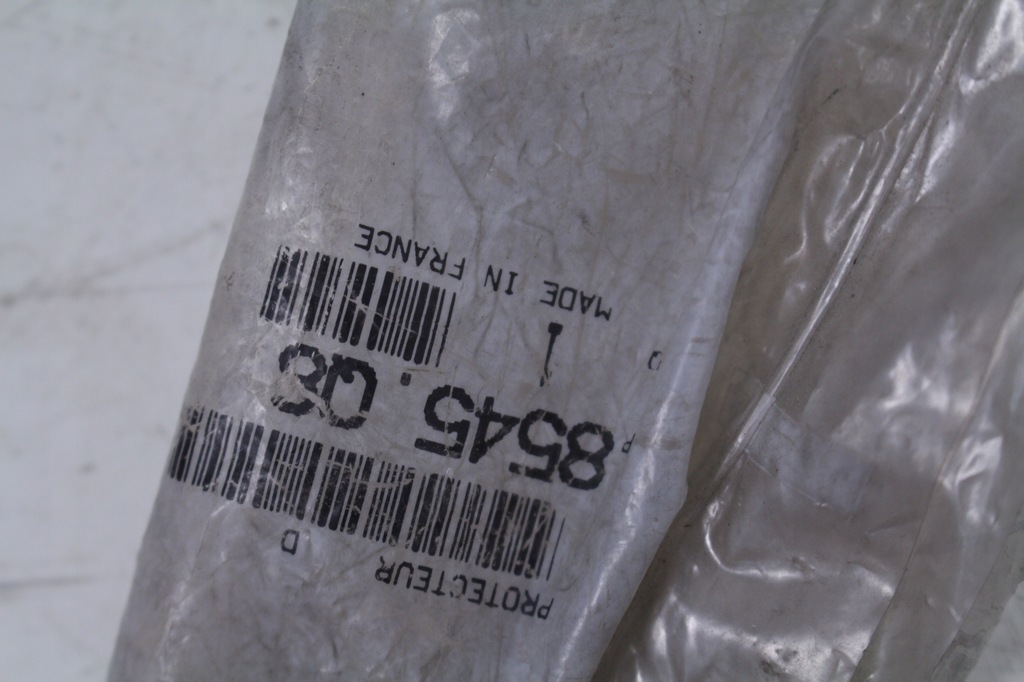 PROTECTEUR D
P 8545.Q8
Q 1
MADE IN FRANCE